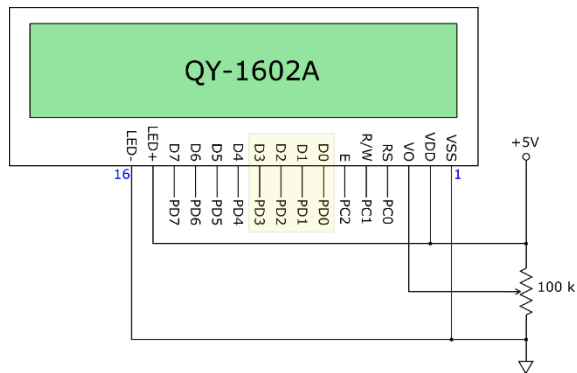 QY-1602A
LED-
LED+
D7
D6
D5
D4
D3
D2
D1
D0
E
R/W
RS
VO
VDD
VSS
16
1
PD7
PD6
PD5
PD4
PD3
PD2
PD1
PD0
PC2
PC1
PC0
+5V
100 k